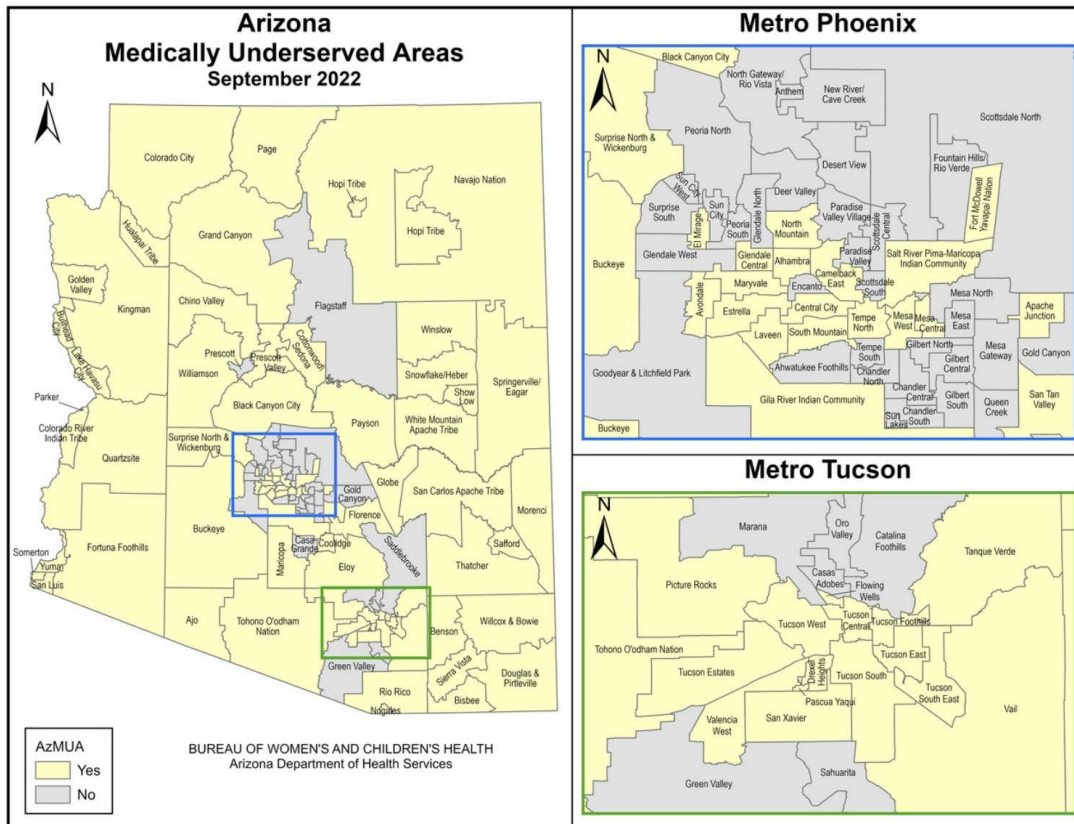 Arizona
Medically Underserved Areas
September 2022
N
Colorado City
Page
Hopi Tribe
Navajo Nation
Hualapai Tribe
Grand Canyon
Hopi Tribe
Golden
Valley
Kingman
Flagstaff
Bullhead
City
Chino Valley
Lake Havasu
City
Winslow
Prescott
Prescott
Valley
Cottonwood/
Sedona
Williamson
Snowflake/Heber
Show
Low
Springerville/
Eagar
Parker
Black Canyon City
White Mountain
Apache Tribe
Payson
Colorado River
Indian Tribe
Surprise North &
Wickenburg
Quartzsite
Globe
Gold
Canyon
San Carlos Apache Tribe
Morenci
Florence
Buckeye
Casa
Grande
Coolidge
Saddlebrooke
Safford
Somerton
Fortuna Foothills
Yuma
Maricopa
Eloy
Thatcher
San Luis
Ajo
Tohono O'odham
Nation
Benson
Willcox & Bowie
Green Valley
Sierra Vista
Douglas &
Pirtleville
Rio Rico
Bisbee
Nogales
AzMUA
Yes
No
BUREAU OF WOMEN'S AND CHILDREN'S HEALTH
Arizona Department of Health Services
Metro Phoenix
N
Black Canyon City
North Gateway/
Rio Vista
Anthem
New River/
Cave Creek
Scottsdale North
Peoria North
Surprise North &
Wickenburg
Desert View
Fountain Hills/
Rio Verde
Sun City
West
Deer Valley
Fort McDowell
Yavapai Nation
Surprise
South
Sun
City
Glendale North
Paradise
Valley Village
Scottsdale
Central
El Mirage
Peoria
South
North
Mountain
Glendale West
Paradise
Valley
Salt River Pima-Maricopa
Indian Community
Glendale
Central
Alhambra
Buckeye
Camelback
East
Scottsdale
South
Avondale
Maryvale
Encanto
Mesa North
Estrella
Central City
Apache
Junction
Tempe
North
Mesa
West
Mesa
Central
Mesa
East
Laveen
South Mountain
Gilbert North
Mesa
Gateway
Goodyear & Litchfield Park
Tempe
South
Gold Canyon
Ahwatukee Foothills
Chandler
North
Gilbert
Central
Gila River Indian Community
Chandler
Central
Gilbert
South
San Tan
Valley
Queen
Creek
Sun
Lakes
Chandler
South
Buckeye
Metro Tucson
N
Marana
Oro
Valley
Catalina
Foothills
Tanque Verde
Picture Rocks
Casas
Adobes
Flowing
Wells
Tucson West
Tucson
Central
Tucson Foothills
Tohono O'odham Nation
Tucson East
Tucson Estates
Drexel
Heights
Tucson South
Tucson
South East
Pascua Yaqui
Vail
Valencia
West
San Xavier
Green Valley
Sahuarita